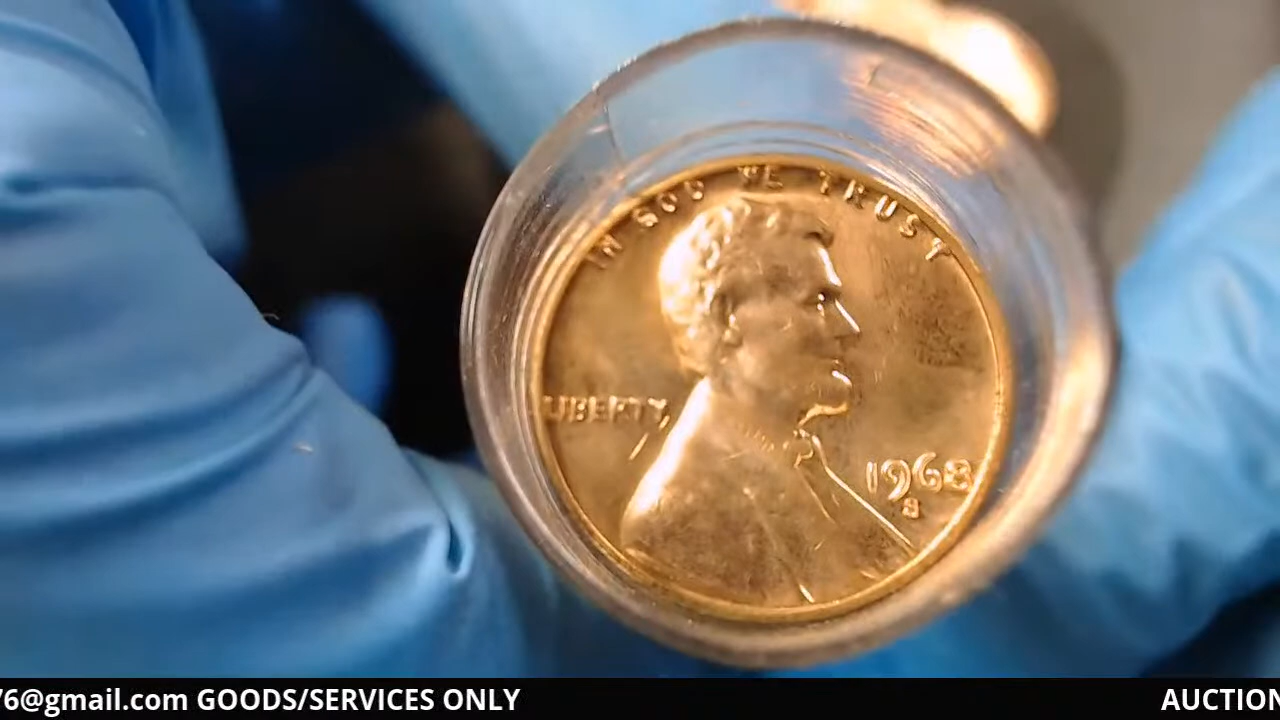 IN GOD WE TRUST
LIBERTY
1968
S
76@gmail.com GOODS/SERVICES ONLY
AUCTION